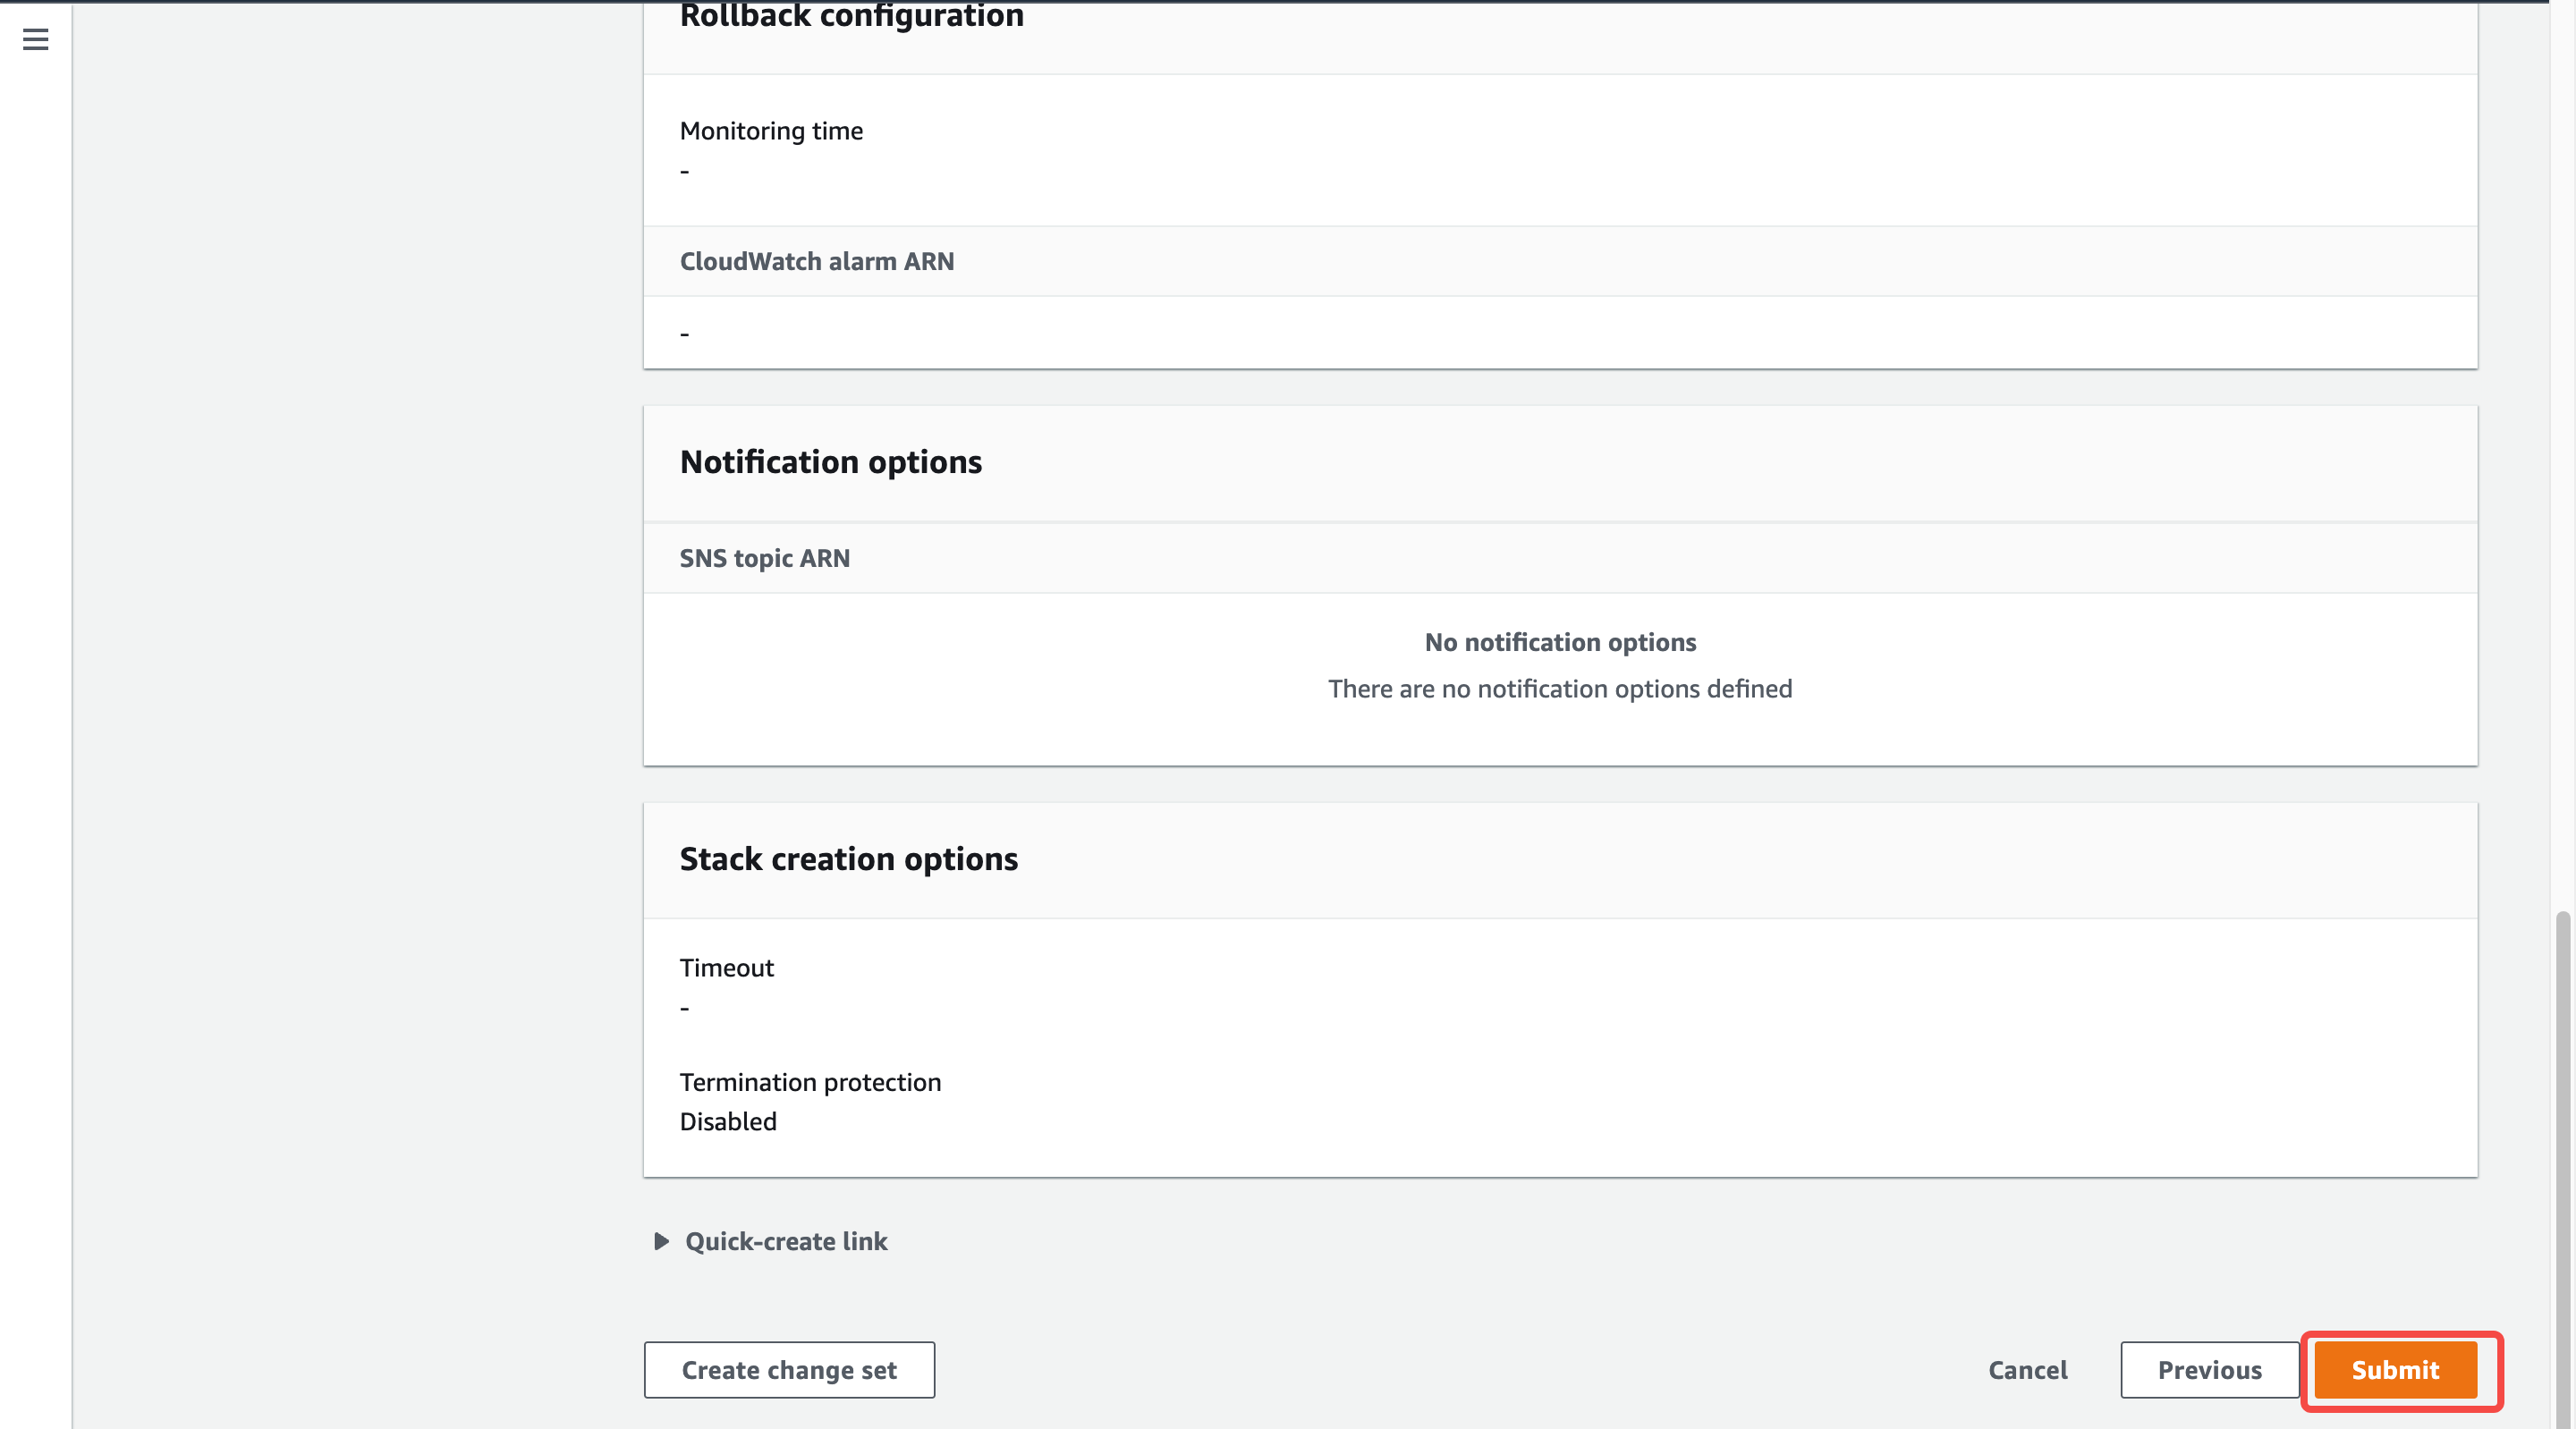 Rollback configuration
Monitoring time
-
CloudWatch alarm ARN
-
Notification options
SNS topic ARN
No notification options
There are no notification options defined
Stack creation options
Timeout
-
Termination protection
Disabled
Quick-create link
Create change set
Cancel
Previous
Submit